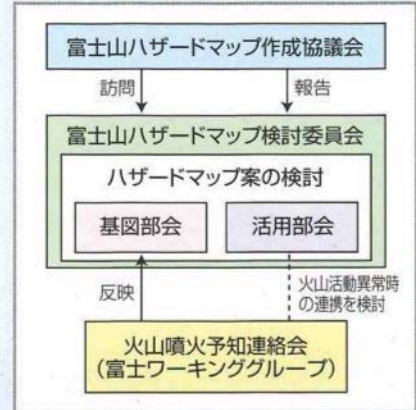 富士山ハザードマップ作成協議会
訪問
報告
富士山ハザードマップ検討委員会
ハザードマップ案の検討
基図部会
活用部会
反映
火山活動異常時
の連携を検討
火山噴火予知連絡会
（富士ワーキンググループ）